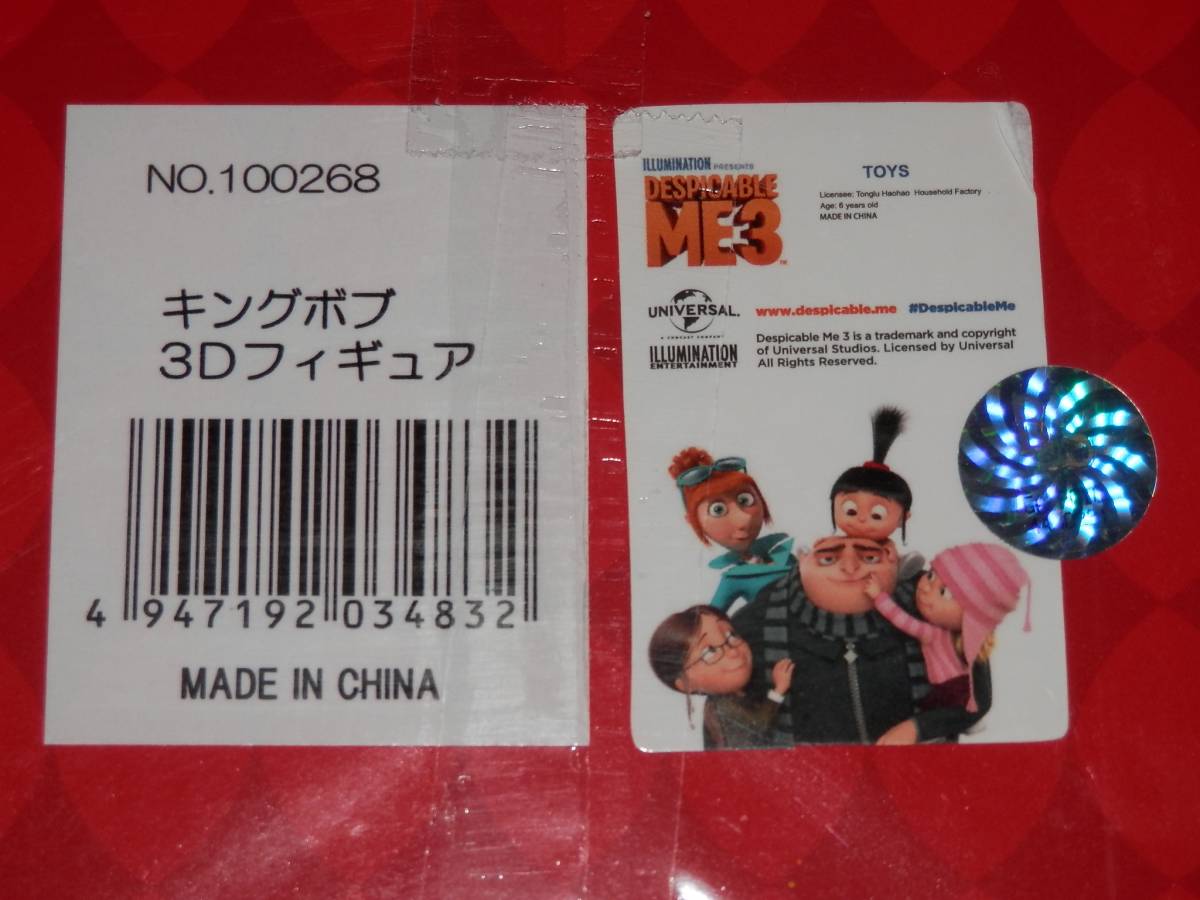 NO.100268
キングボブ
3Dフィギュア
4 947192 034832
MADE IN CHINA
ILLUMINATION PRESENTS
DESPICABLE
ME3
TOYS
Licensee: Tonglu Haohao Household Factory
Age: 6 years old
MADE IN CHINA
UNIVERSAL
A COMCAST COMPANY
ILLUMINATION
ENTERTAINMENT
www.despicable.me #DespicableMe
Despicable Me 3 is a trademark and copyright
of Universal Studios. Licensed by Universal
All Rights Reserved.